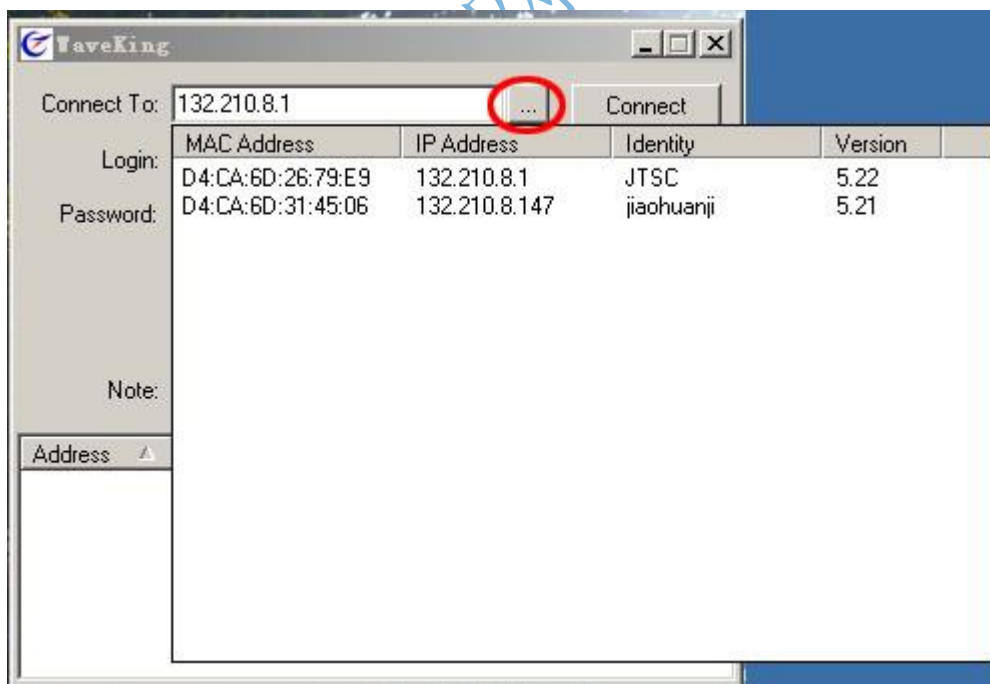 TaveKing
Connect To: 132.210.8.1 ... Connect
MAC Address IP Address Identity Version
Login:
D4:CA:6D:26:79:E9 132.210.8.1 JTSC 5.22
Password: D4:CA:6D:31:45:06 132.210.8.147 jiaohuanji 5.21
Note:
Address